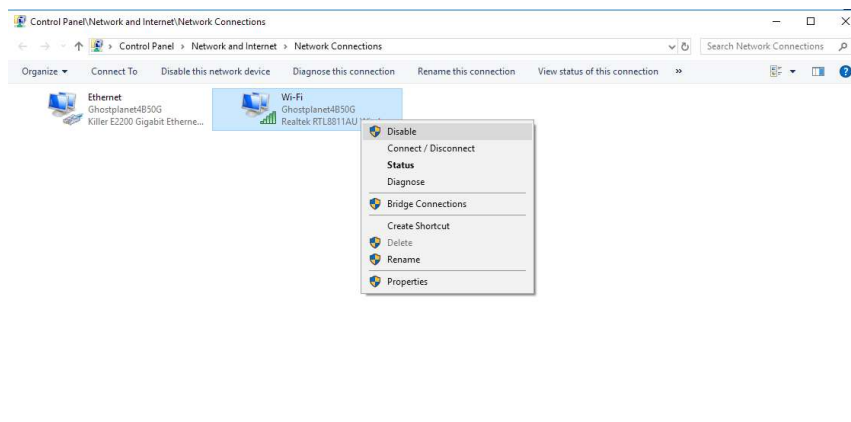 Control Panel\Network and Internet\Network Connections
Control Panel > Network and Internet > Network Connections
Search Network Connections
Organize Connect To Disable this network device Diagnose this connection Rename this connection View status of this connection »
Ethernet
Ghostplanet4B50G
Killer E2200 Gigabit Etherne...
Wi-Fi
Ghostplanet4B50G
Realtek RTL8811AU
Disable
Connect / Disconnect
Status
Diagnose
Bridge Connections
Create Shortcut
Delete
Rename
Properties